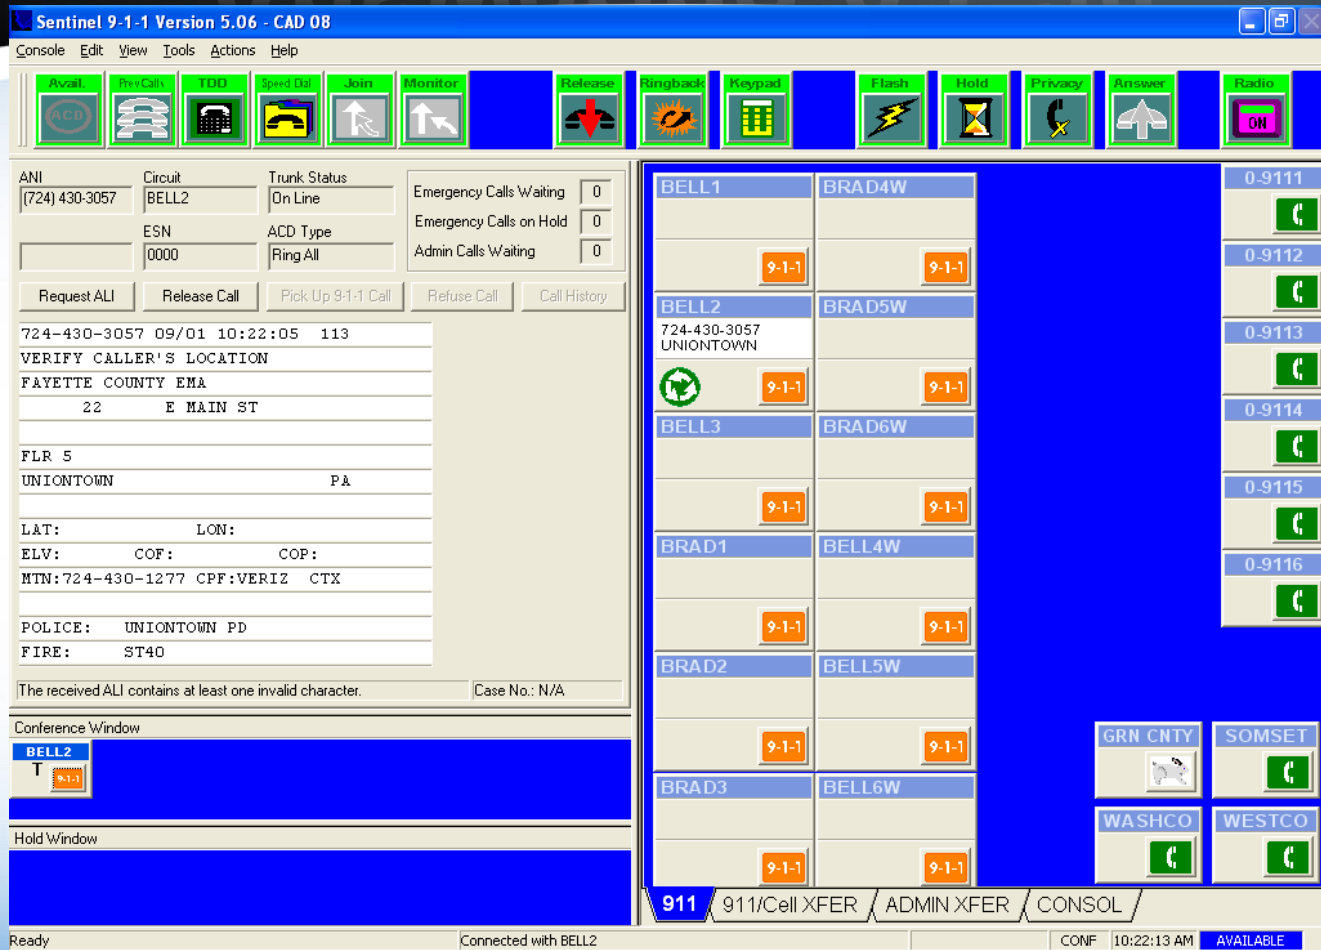 Sentinel 9-1-1 Version 5.06 - CAD 08
Console Edit View Tools Actions Help
Avail. PrevCalls TDD Speed Dial Join Monitor Release Ringback Keypad Flash Hold Privacy Answer Radio
ACD
ON
ANI Circuit Trunk Status
(724) 430-3057 BELL2 On Line
ESN ACD Type
0000 Ring All
Emergency Calls Waiting 0
Emergency Calls on Hold 0
Admin Calls Waiting 0
Request ALI Release Call Pick Up 9-1-1 Call Refuse Call Call History
724-430-3057 09/01 10:22:05 113
VERIFY CALLER'S LOCATION
FAYETTE COUNTY EMA
22 E MAIN ST
FLR 5
UNIONTOWN PA
LAT: LON:
ELV: COF: COP:
MTN:724-430-1277 CPF:VERIZ CTX
POLICE: UNIONTOWN PD
FIRE: ST40
The received ALI contains at least one invalid character. Case No.: N/A
Conference Window
BELL2
T 9-1-1
Hold Window
BELL1 BRAD4W
9-1-1 9-1-1
BELL2 BRAD5W
724-430-3057
UNIONTOWN
9-1-1 9-1-1
BELL3 BRAD6W
9-1-1 9-1-1
BRAD1 BELL4W
9-1-1 9-1-1
BRAD2 BELL5W
9-1-1 9-1-1
BRAD3 BELL6W
9-1-1 9-1-1
0-9111
0-9112
0-9113
0-9114
0-9115
0-9116
GRN CNTY SOMSET
WASHCO WESTCO
911 911/Cell XFER ADMIN XFER CONSOL
Ready Connected with BELL2 CONF 10:22:13 AM AVAILABLE